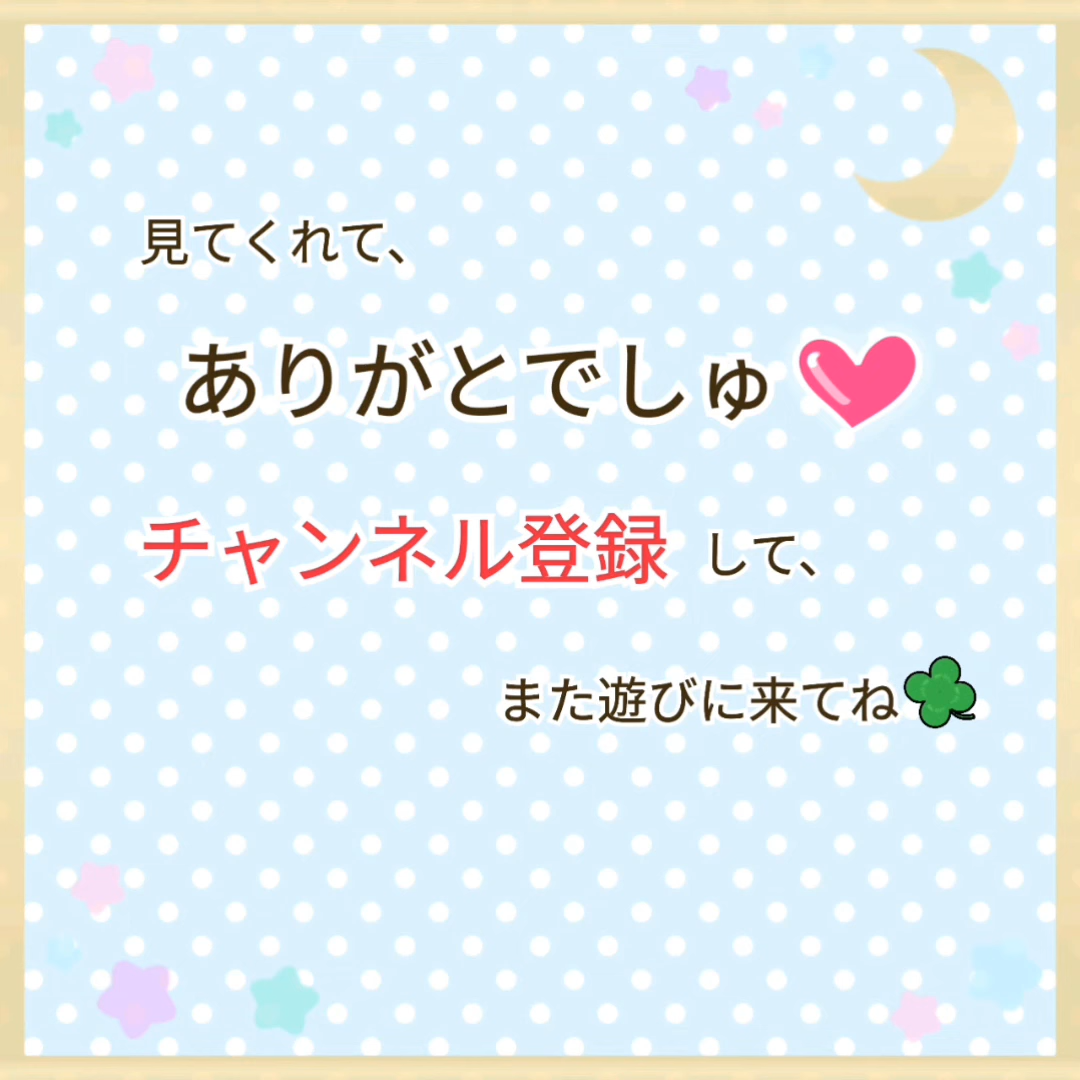 見てくれて、
ありがとでしゅ
チャンネル登録 して、
また遊びに来てね